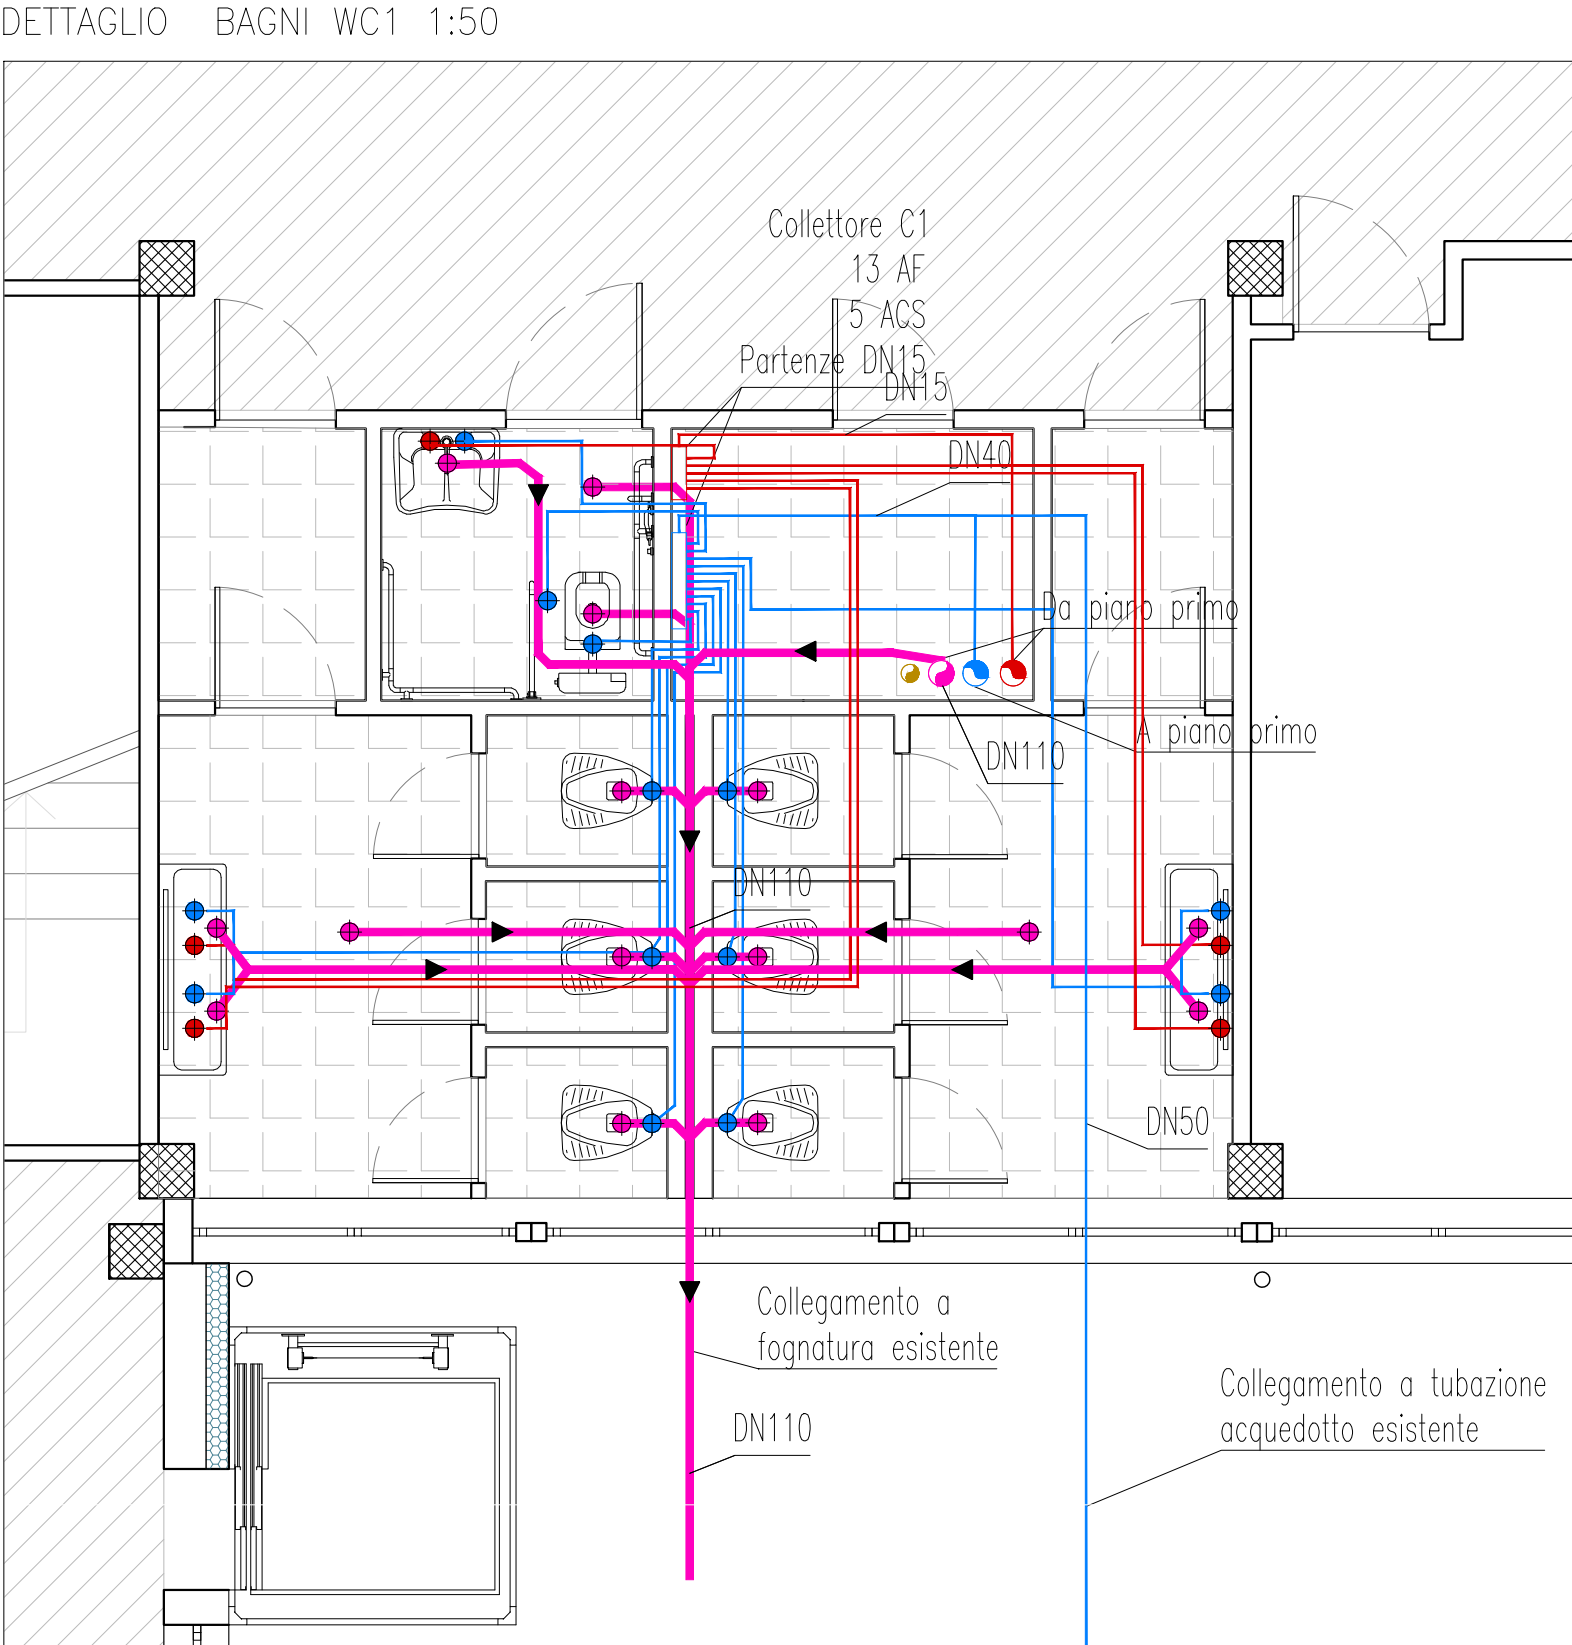 DETTAGLIO BAGNI WC1 1:50
Collettore C1
13 AF
5 ACS
Partenze DN15
DN15
DN40
Da piano primo
A piano primo
DN110
DN110
DN50
Collegamento a
fognatura esistente
Collegamento a tubazione
acquedotto esistente
DN110